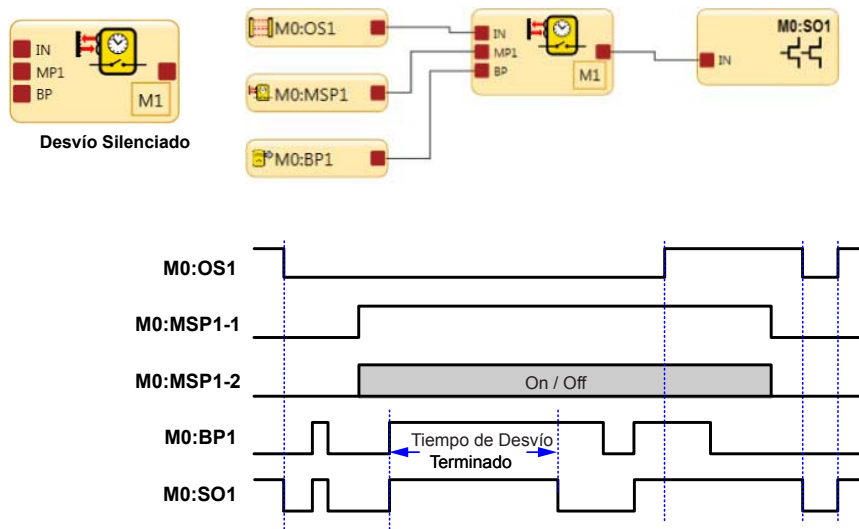 IN
MP1
BP
M1
Desvío Silenciado
M0:OS1
M0:MSP1
M0:BP1
IN
MP1
BP
M1
M0:SO1
IN
M0:OS1
M0:MSP1-1
M0:MSP1-2
On / Off
M0:BP1
Tiempo de Desvío
Terminado
M0:SO1